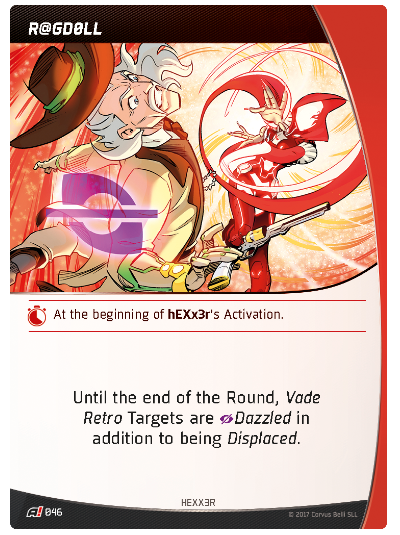 R@GD0LL
At the beginning of hEXx3r's Activation.
Until the end of the Round, Vade
Retro Targets are Dazzled in
addition to being Displaced.
HEXX3R
A! 046
© 2017 Corvus Belli SLL